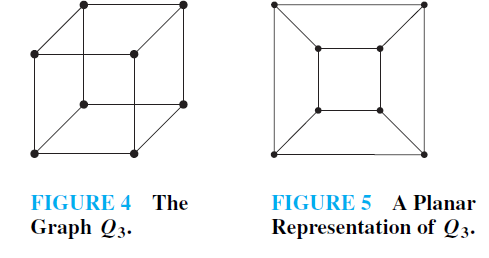 FIGURE 4 The
Graph Q3.
FIGURE 5 A Planar
Representation of Q3.